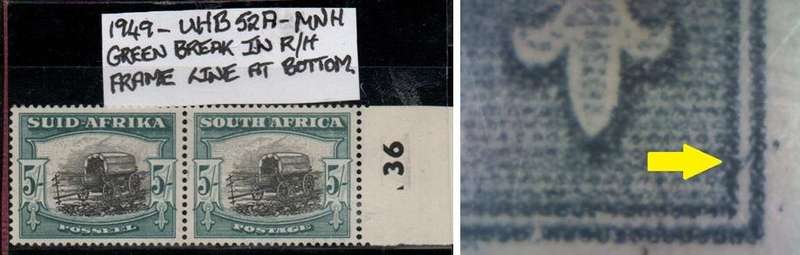 1949 - UHB 52A - MNH
GREEN BREAK IN R/H
FRAME LINE AT BOTTOM.
SUID-AFRIKA
SOUTH AFRICA
5/- 5/-
5/- 5/-
POSSEEL
POSTAGE
36